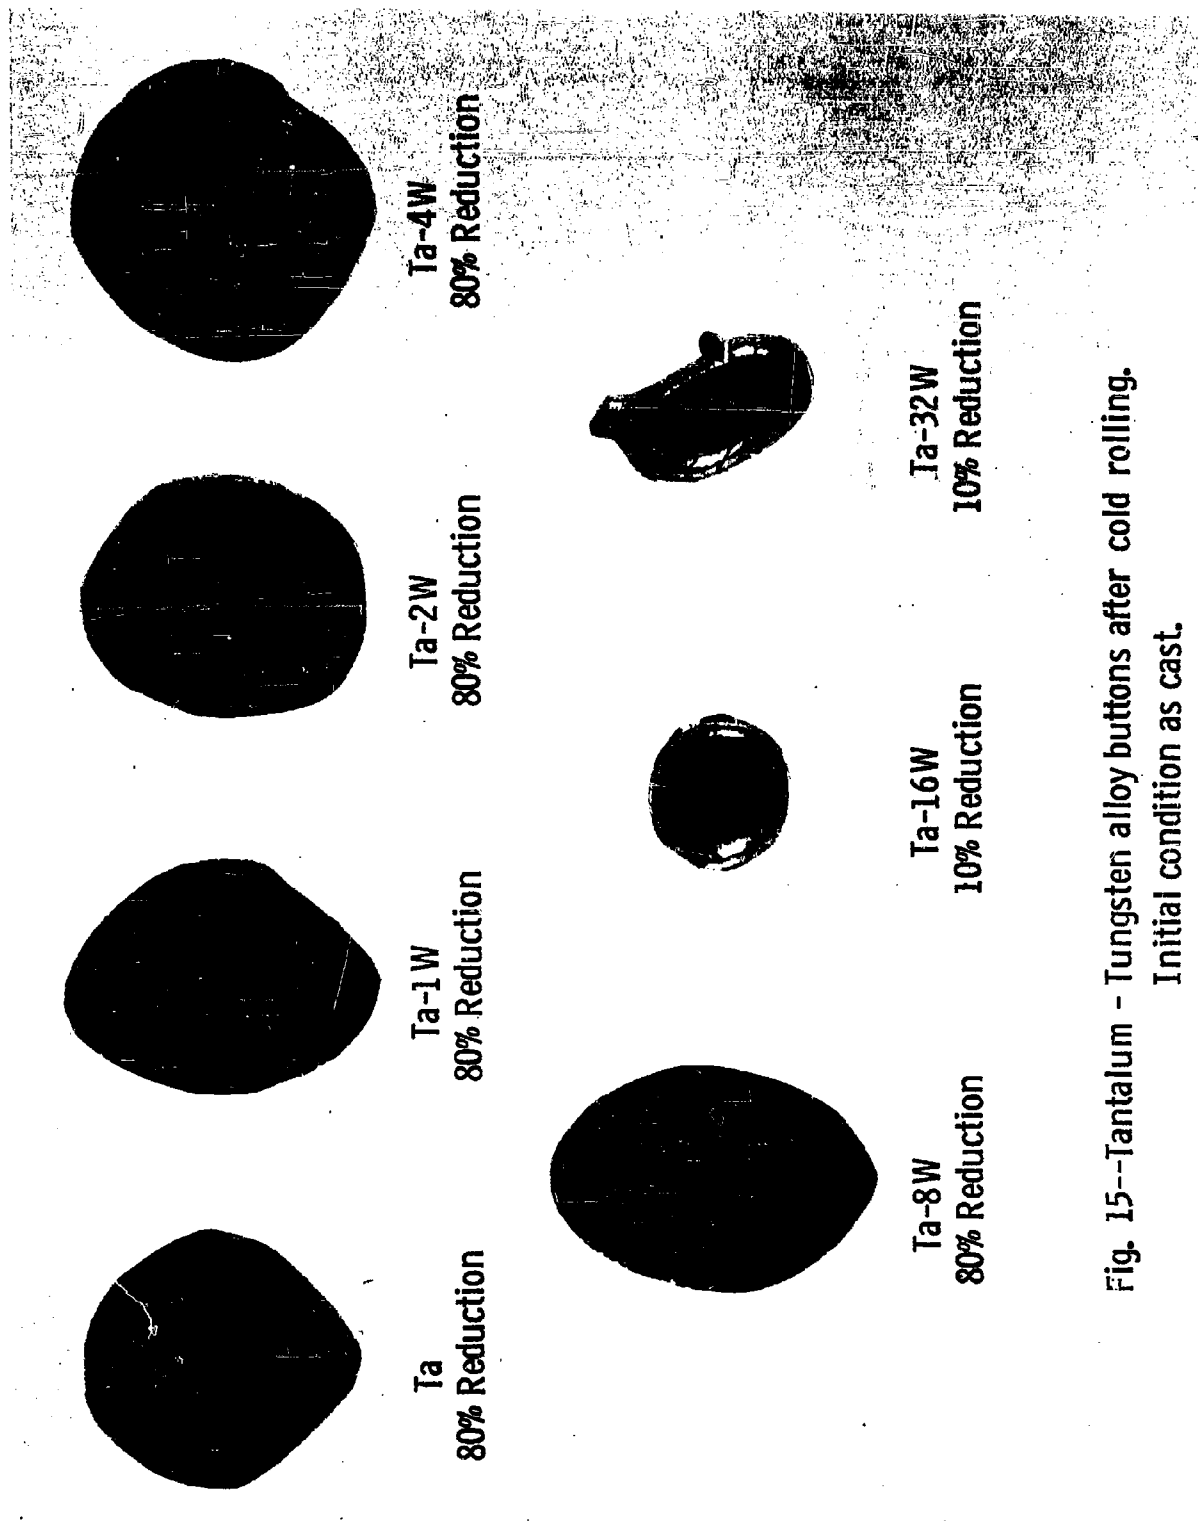 Ta
80% Reduction
Ta-1W
80% Reduction
Ta-2W
80% Reduction
Ta-4W
80% Reduction
Ta-8W
80% Reduction
Ta-16W
10% Reduction
Ta-32W
10% Reduction
Fig. 15--Tantalum - Tungsten alloy buttons after cold rolling.
Initial condition as cast.